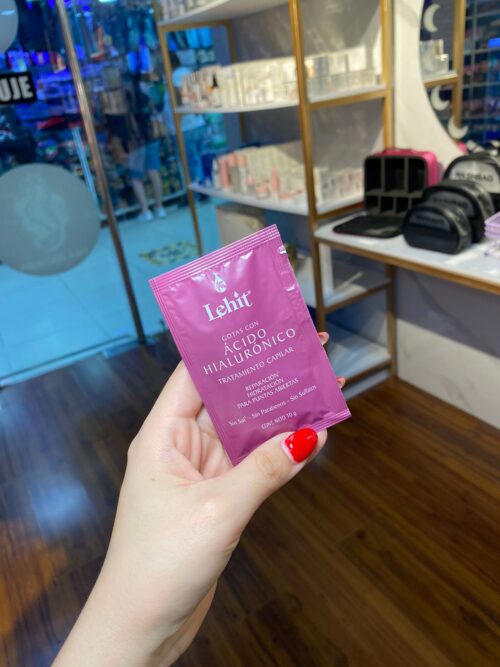 UJE
Lehit®
GOTAS CON
ÁCIDO
HIALURÓNICO
TRATAMIENTO CAPILAR
REPARACIÓN
HIDRATACIÓN
PARA PUNTAS ABIERTAS
Sin Sal - Sin Parabenos - Sin Sulfatos
CONT NETO 10 g